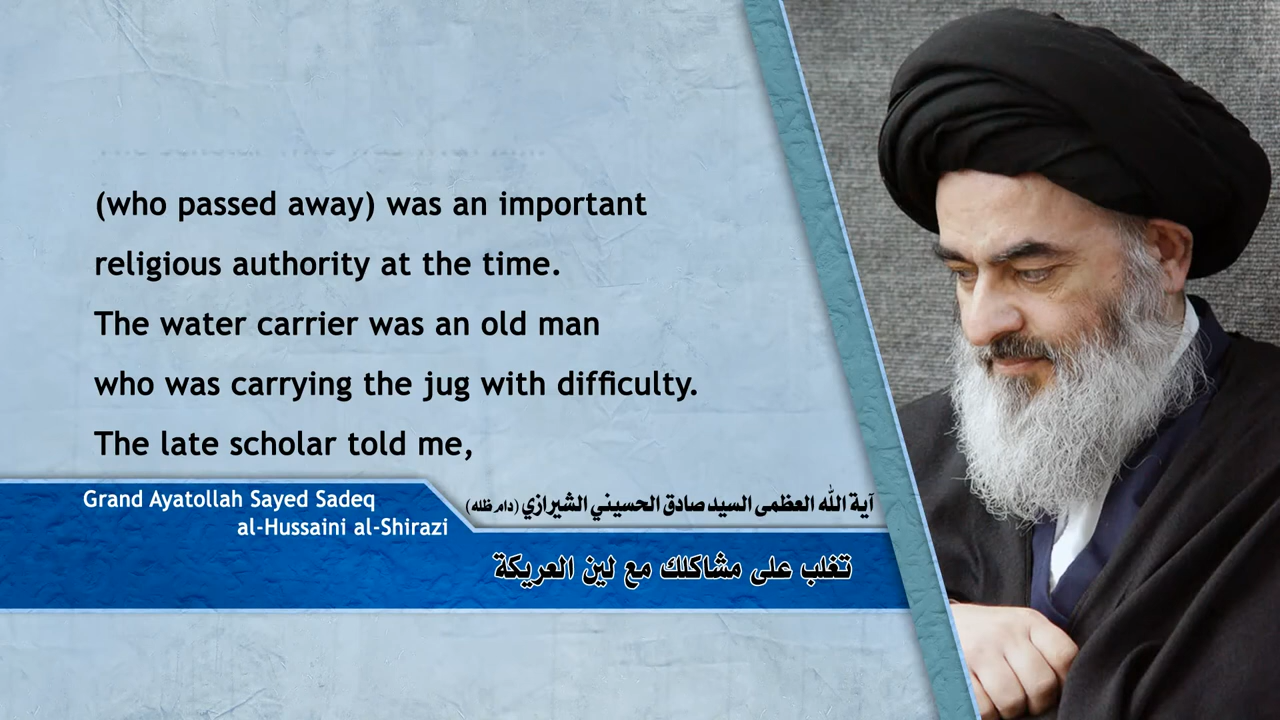 (who passed away) was an important
religious authority at the time.
The water carrier was an old man
who was carrying the jug with difficulty.
The late scholar told me,
Grand Ayatollah Sayed Sadeq
al-Hussaini al-Shirazi
آية الله العظمى السيد صادق الحسيني الشيرازي (دام ظله)
تغلب على مشاكلك مع لين العريكة